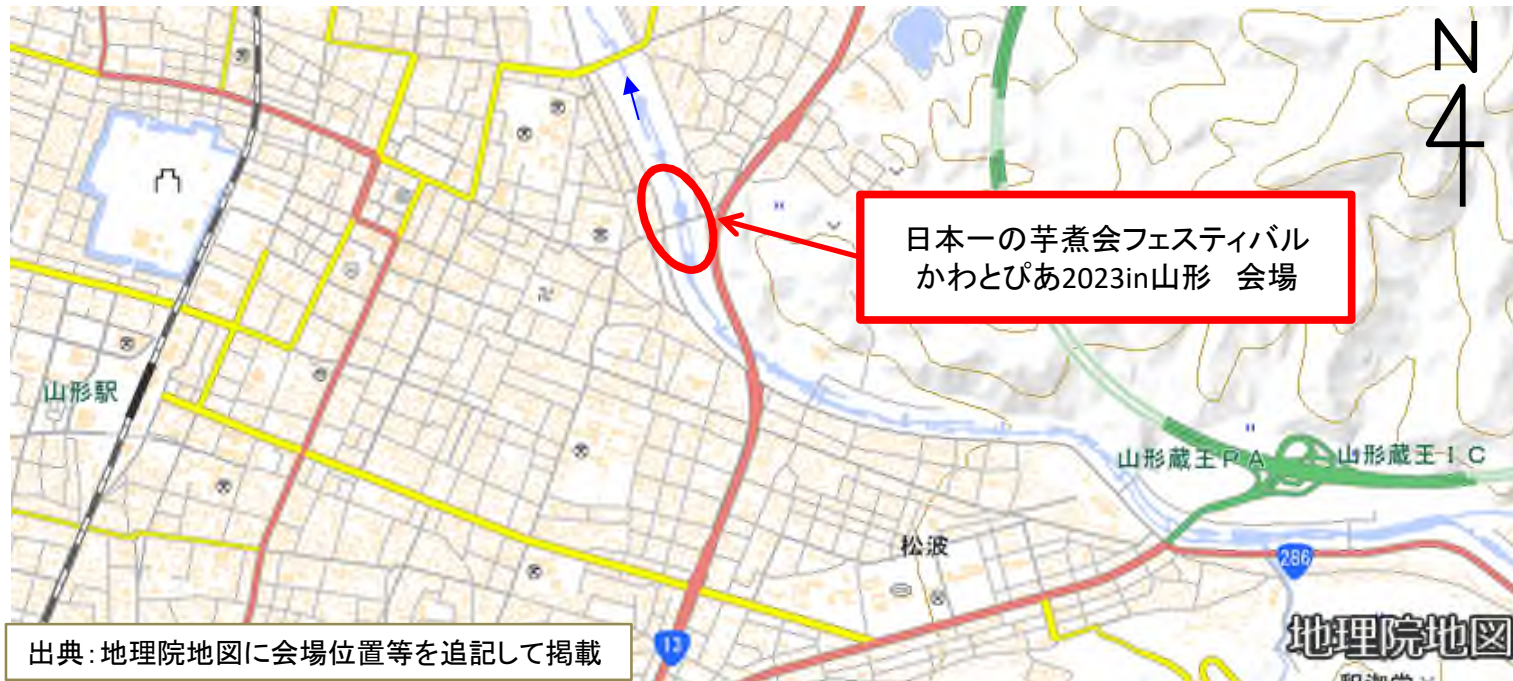 N
日本一の芋煮会フェスティバル
かわとぴあ2023in山形　会場
山形駅
山形蔵王PA
山形蔵王IC
松波
286
13
出典：地理院地図に会場位置等を追記して掲載
地理院地図